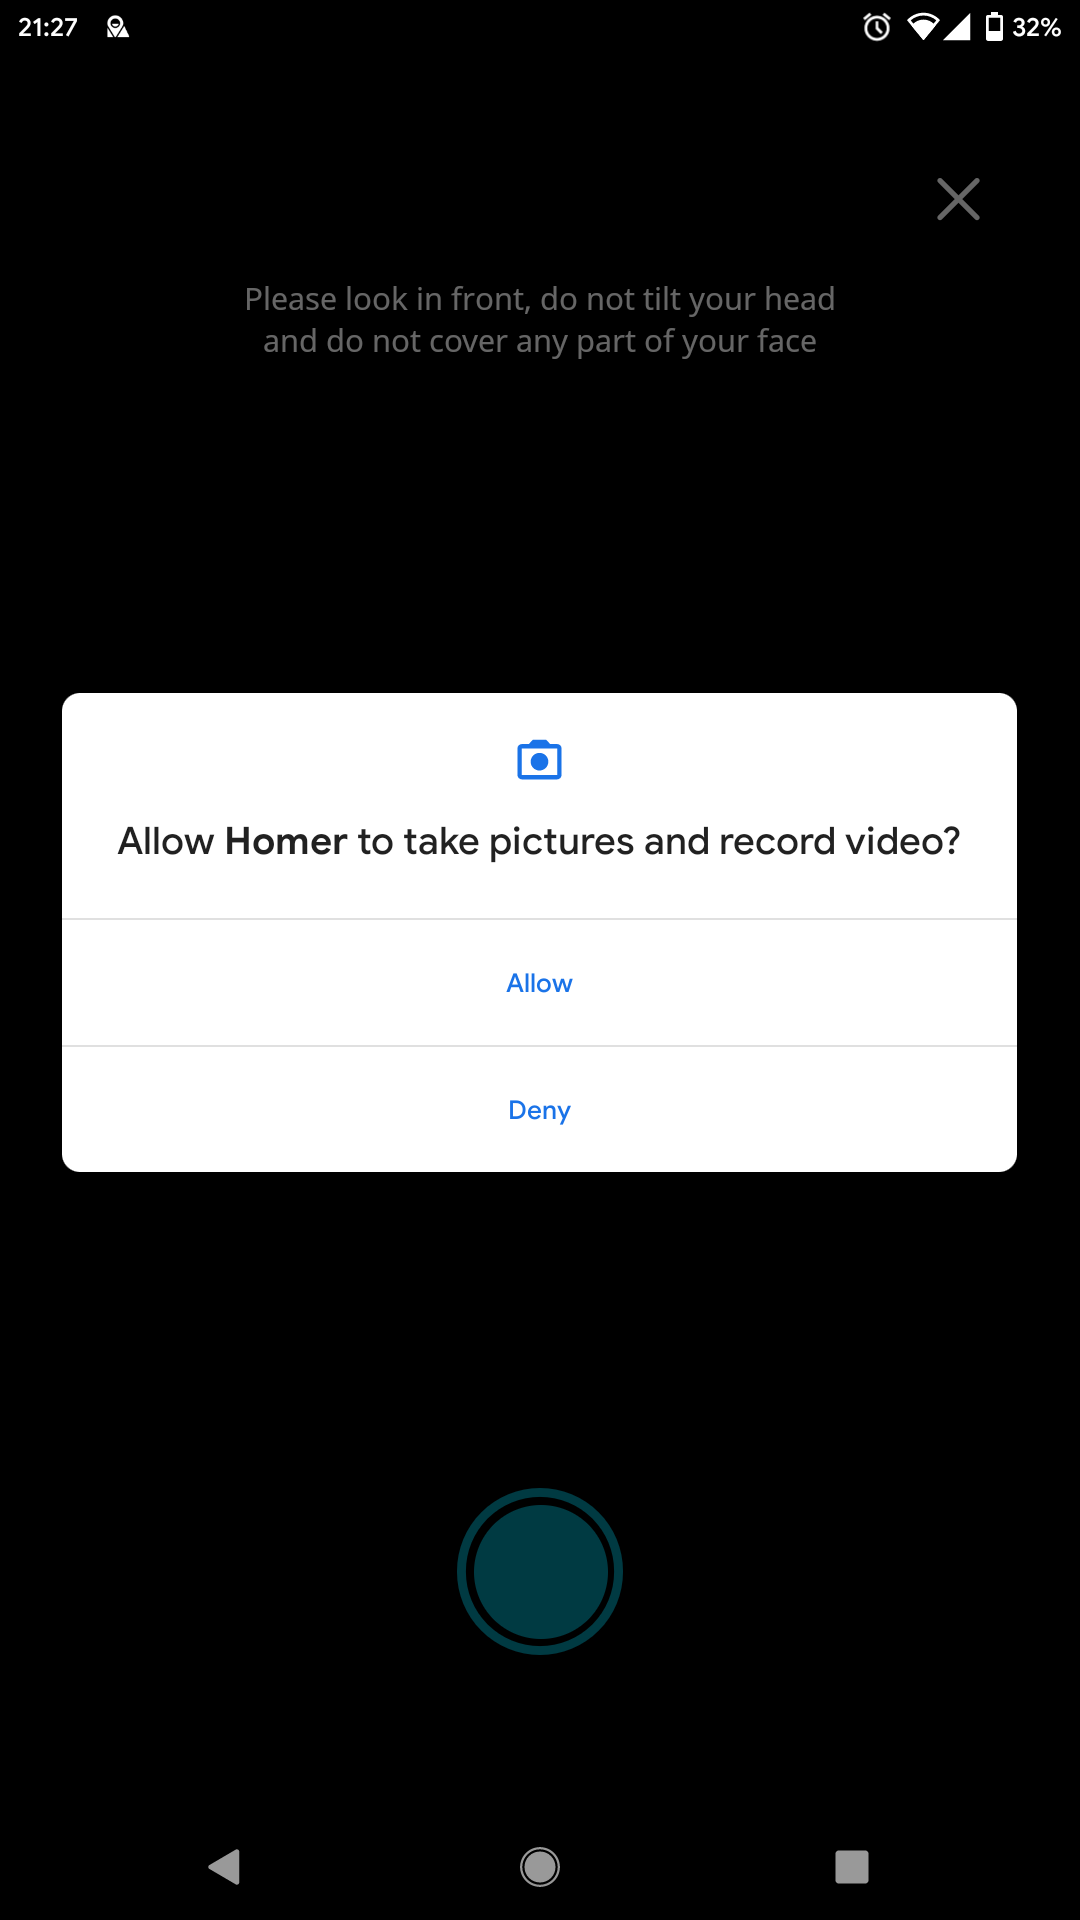 21:27
32%
Please look in front, do not tilt your head
and do not cover any part of your face
Allow Homer to take pictures and record video?
Allow
Deny